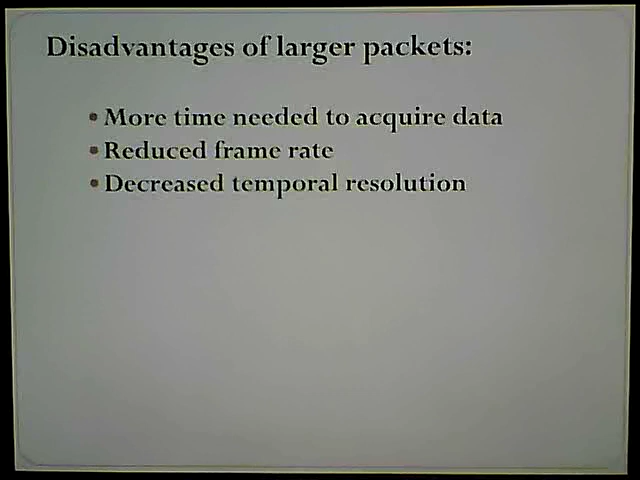 Disadvantages of larger packets:
• More time needed to acquire data
• Reduced frame rate
• Decreased temporal resolution